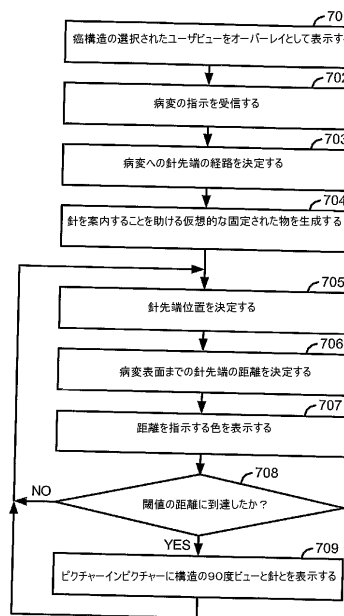 70
癌構造の選択されたユーザビューをオーバーレイとして表示す
702
病変の指示を受信する
703
病変への針先端の経路を決定する
704
針を案内することを助ける仮想的な固定された物を生成する
705
針先端位置を決定する
706
病変表面までの針先端の距離を決定する
707
距離を指示する色を表示する
708
閾値の距離に到達したか?
NO
YES
709
ピクチャーインピクチャーに構造の90度ビューと針とを表示する